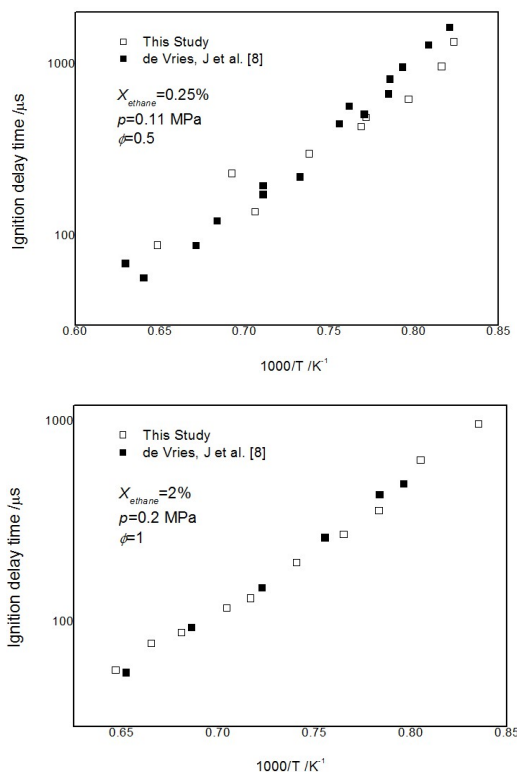 This Study
de Vries, J et al. [8]
1000
X ethane=0.25%
p=0.11 MPa
ϕ=0.5
Ignition delay time /μs
100
0.60 0.65 0.70 0.75 0.80 0.85
1000/T /K⁻¹
1000
This Study
de Vries, J et al. [8]
X ethane=2%
p=0.2 MPa
ϕ=1
Ignition delay time /μs
100
0.65 0.70 0.75 0.80 0.85
1000/T /K⁻¹